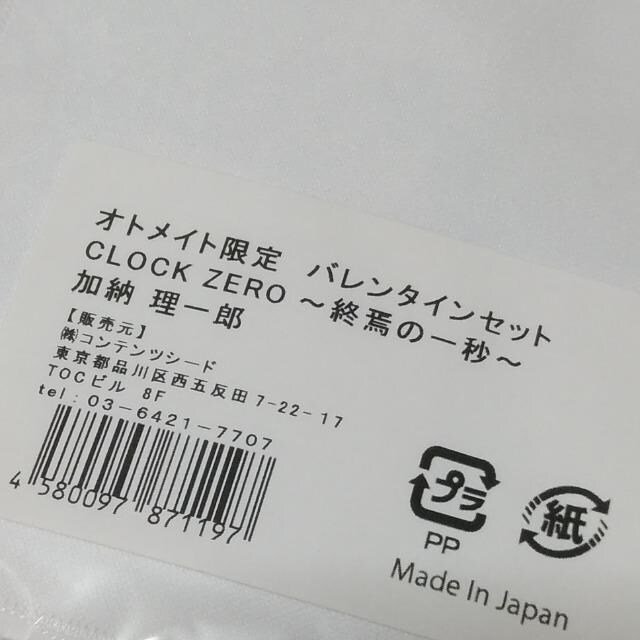 オトメイト限定　バレンタインセット
CLOCK ZERO ～終焉の一秒～
加納 理一郎
【販売元】
㈱コンテンツシード
東京都品川区西五反田 7-22-17
TOCビル　8F
tel：03-6421-7707
4 580097 871197
プラ
PP
紙
Made In Japan